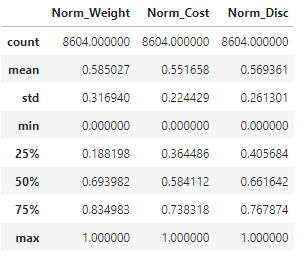 Norm_Weight Norm_Cost Norm_Disc
count 8604.000000 8604.000000 8604.000000
mean 0.585027 0.551658 0.569361
std 0.316940 0.224429 0.261301
min 0.000000 0.000000 0.000000
25% 0.188198 0.364486 0.405684
50% 0.693982 0.584112 0.661642
75% 0.834983 0.738318 0.767874
max 1.000000 1.000000 1.000000